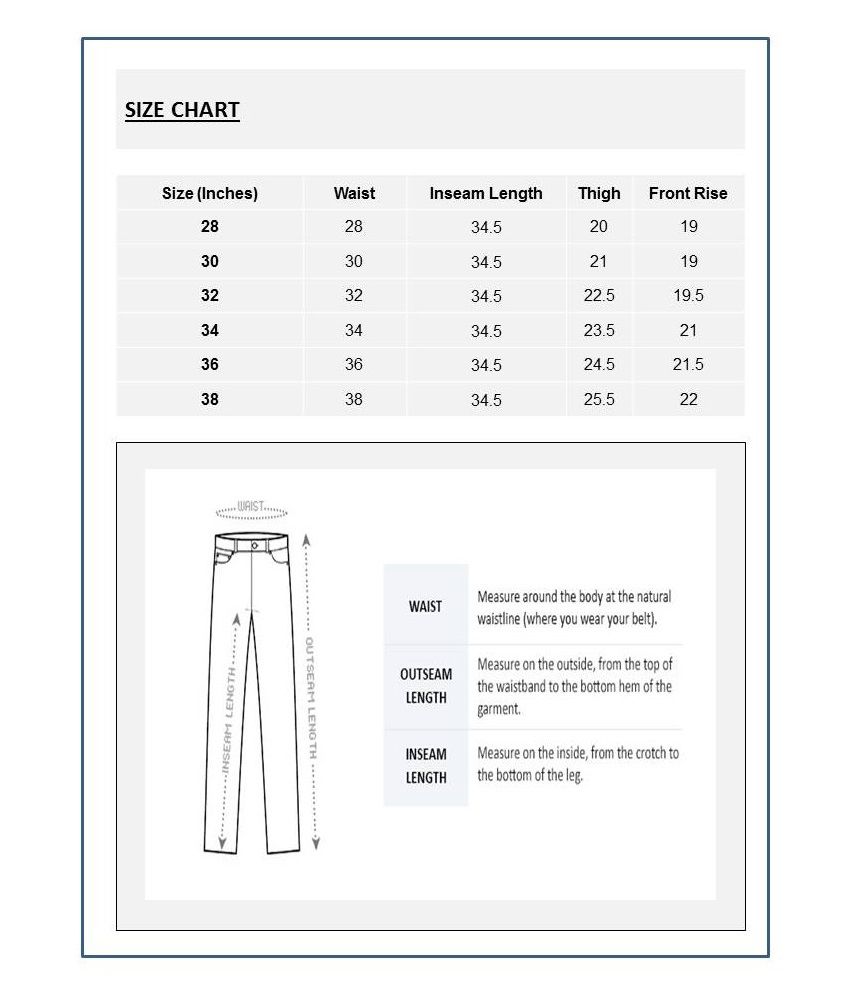 SIZE CHART
Size (Inches) Waist Inseam Length Thigh Front Rise
28 28 34.5 20 19
30 30 34.5 21 19
32 32 34.5 22.5 19.5
34 34 34.5 23.5 21
36 36 34.5 24.5 21.5
38 38 34.5 25.5 22
WAIST
INSEAM LENGTH
OUTSEAM LENGTH
WAIST
Measure around the body at the natural
waistline (where you wear your belt).
OUTSEAM
LENGTH
Measure on the outside, from the top of
the waistband to the bottom hem of the
garment.
INSEAM
LENGTH
Measure on the inside, from the crotch to
the bottom of the leg.